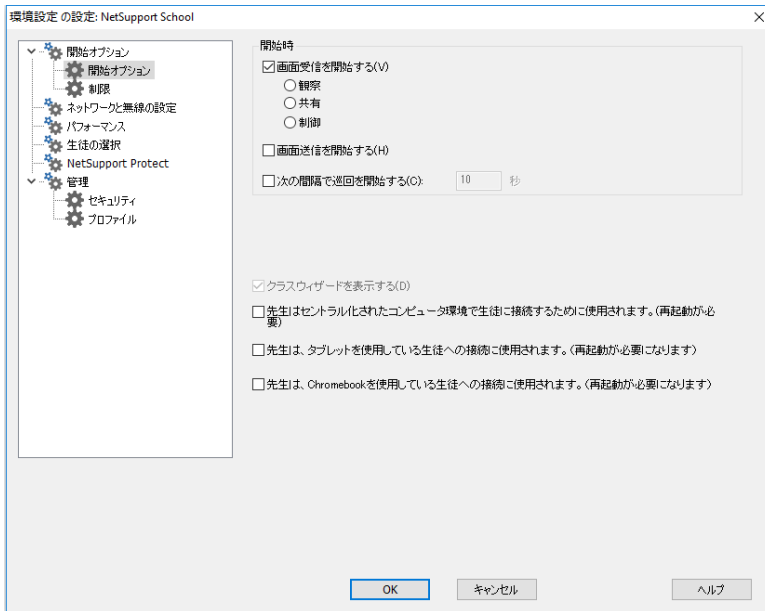 環境設定 の設定: NetSupport School
開始オプション
開始オプション
制限
ネットワークと無線の設定
パフォーマンス
生徒の選択
NetSupport Protect
管理
セキュリティ
プロファイル
開始時
画面受信を開始する(V)
観察
共有
制御
画面送信を開始する(H)
次の間隔で巡回を開始する(C): 10 秒
クラスウィザードを表示する(D)
先生はセントラル化されたコンピュータ環境で生徒に接続するために使用されます。(再起動が必
要)
先生は、タブレットを使用している生徒への接続に使用されます。(再起動が必要になります)
先生は、Chromebookを使用している生徒への接続に使用されます。(再起動が必要になります)
OK キャンセル ヘルプ